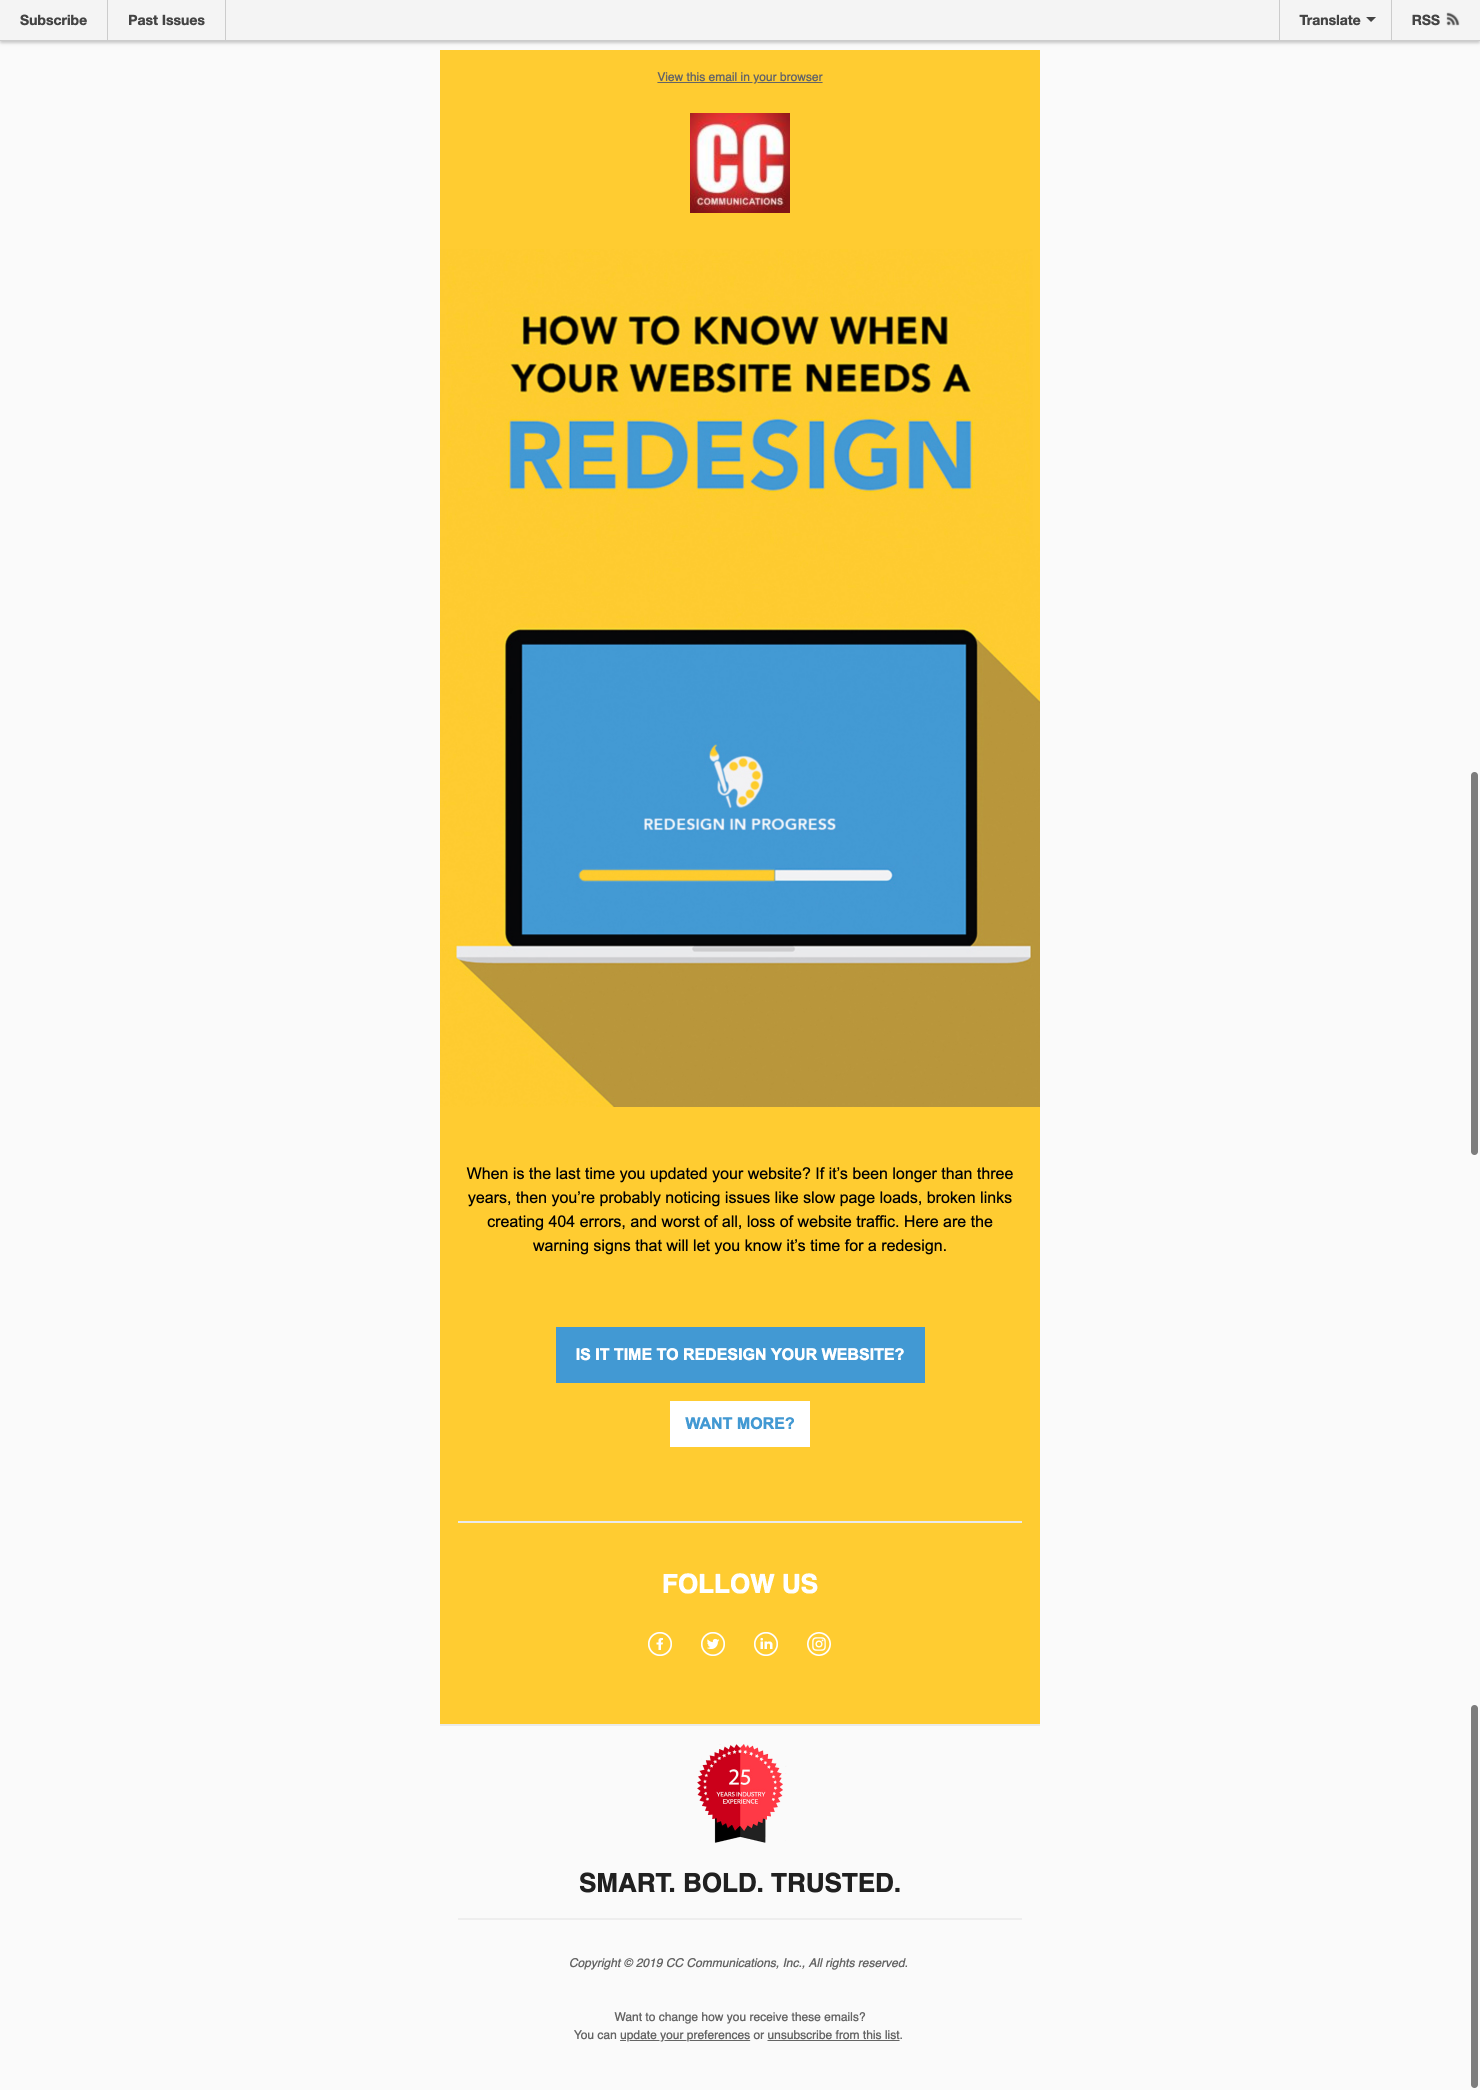 Subscribe
Past Issues
Translate
RSS
View this email in your browser
CC
COMMUNICATIONS
HOW TO KNOW WHEN
YOUR WEBSITE NEEDS A
REDESIGN
REDESIGN IN PROGRESS
When is the last time you updated your website? If it’s been longer than three
years, then you’re probably noticing issues like slow page loads, broken links
creating 404 errors, and worst of all, loss of website traffic. Here are the
warning signs that will let you know it’s time for a redesign.
IS IT TIME TO REDESIGN YOUR WEBSITE?
WANT MORE?
FOLLOW US
25
YEARS INDUSTRY
EXPERIENCE
SMART. BOLD. TRUSTED.
Copyright © 2019 CC Communications, Inc., All rights reserved.
Want to change how you receive these emails?
You can update your preferences or unsubscribe from this list.